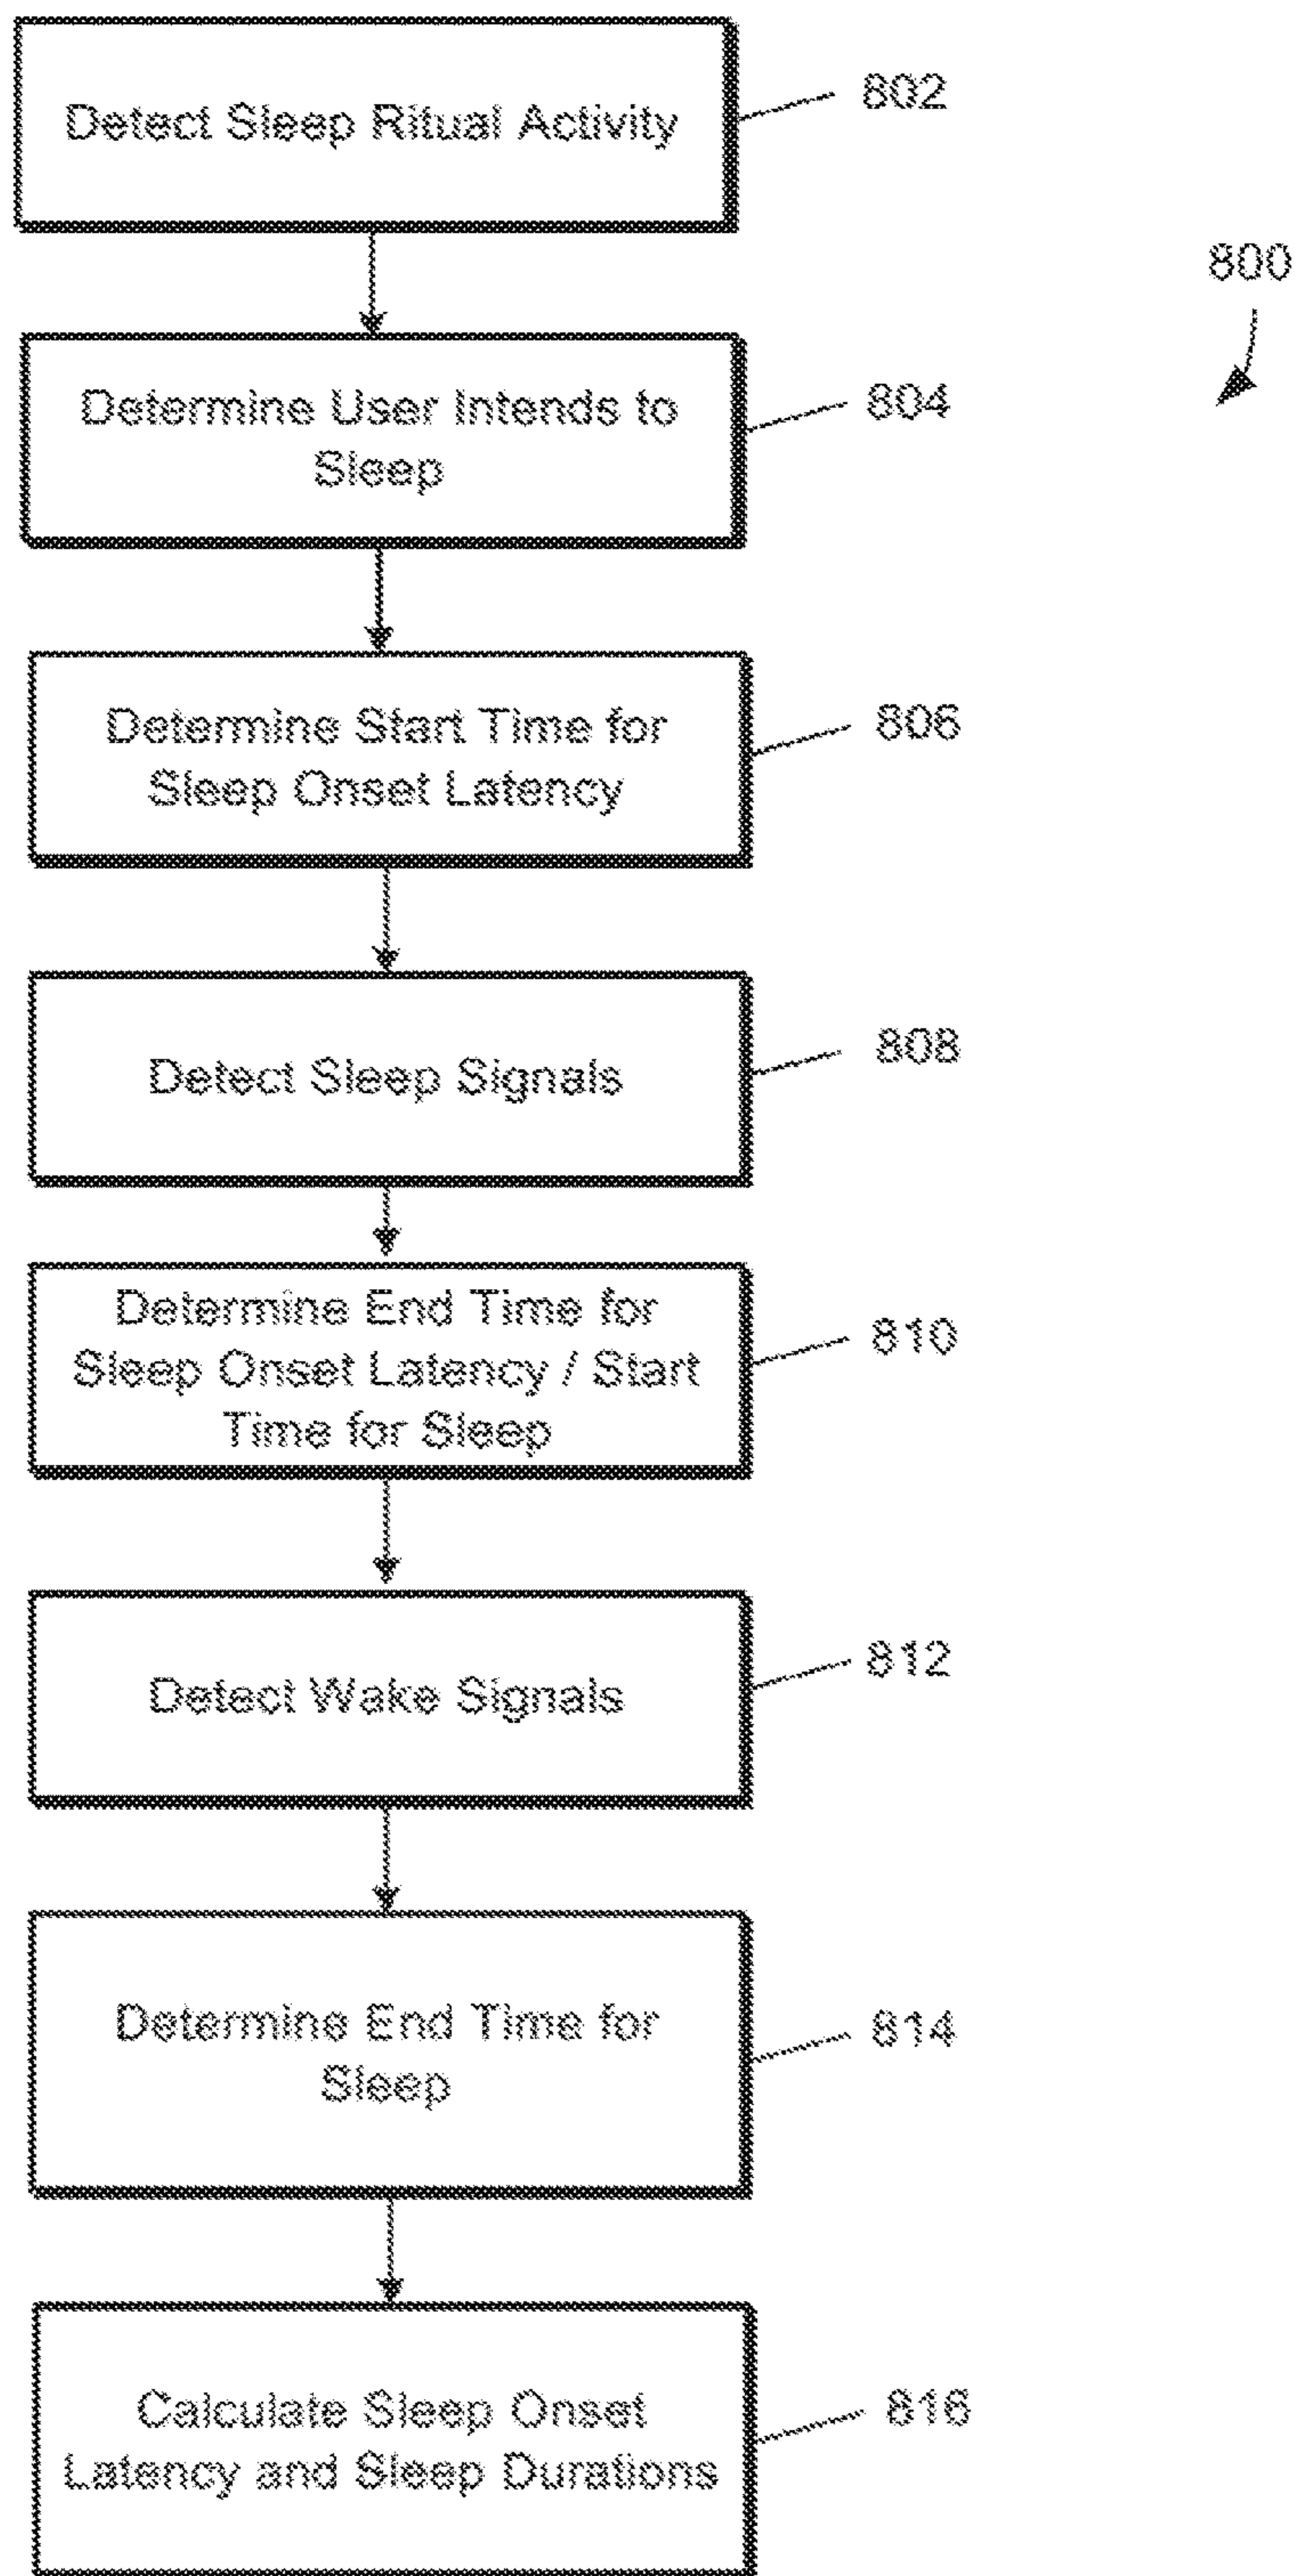 Detect Sleep Ritual Activity
802
800
Determine User Intends to
Sleep
804
Determine Start Time for
Sleep Onset Latency
806
Detect Sleep Signals
808
Determine End Time for
Sleep Onset Latency / Start
Time for Sleep
810
Detect Wake Signals
812
Determine End Time for
Sleep
814
Calculate Sleep Onset
Latency and Sleep Durations
816